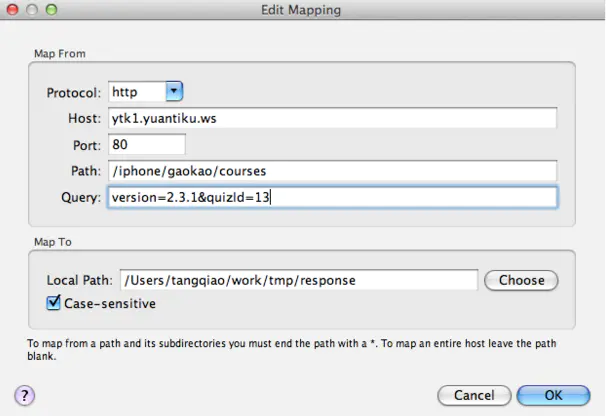 Edit Mapping
Map From
Protocol: http
Host: ytk1.yuantiku.ws
Port: 80
Path: /iphone/gaokao/courses
Query: version=2.3.1&quizId=13
Map To
Local Path: /Users/tangqiao/work/tmp/response Choose
Case-sensitive
To map from a path and its subdirectories you must end the path with a *. To map an entire host leave the path
blank.
? Cancel OK